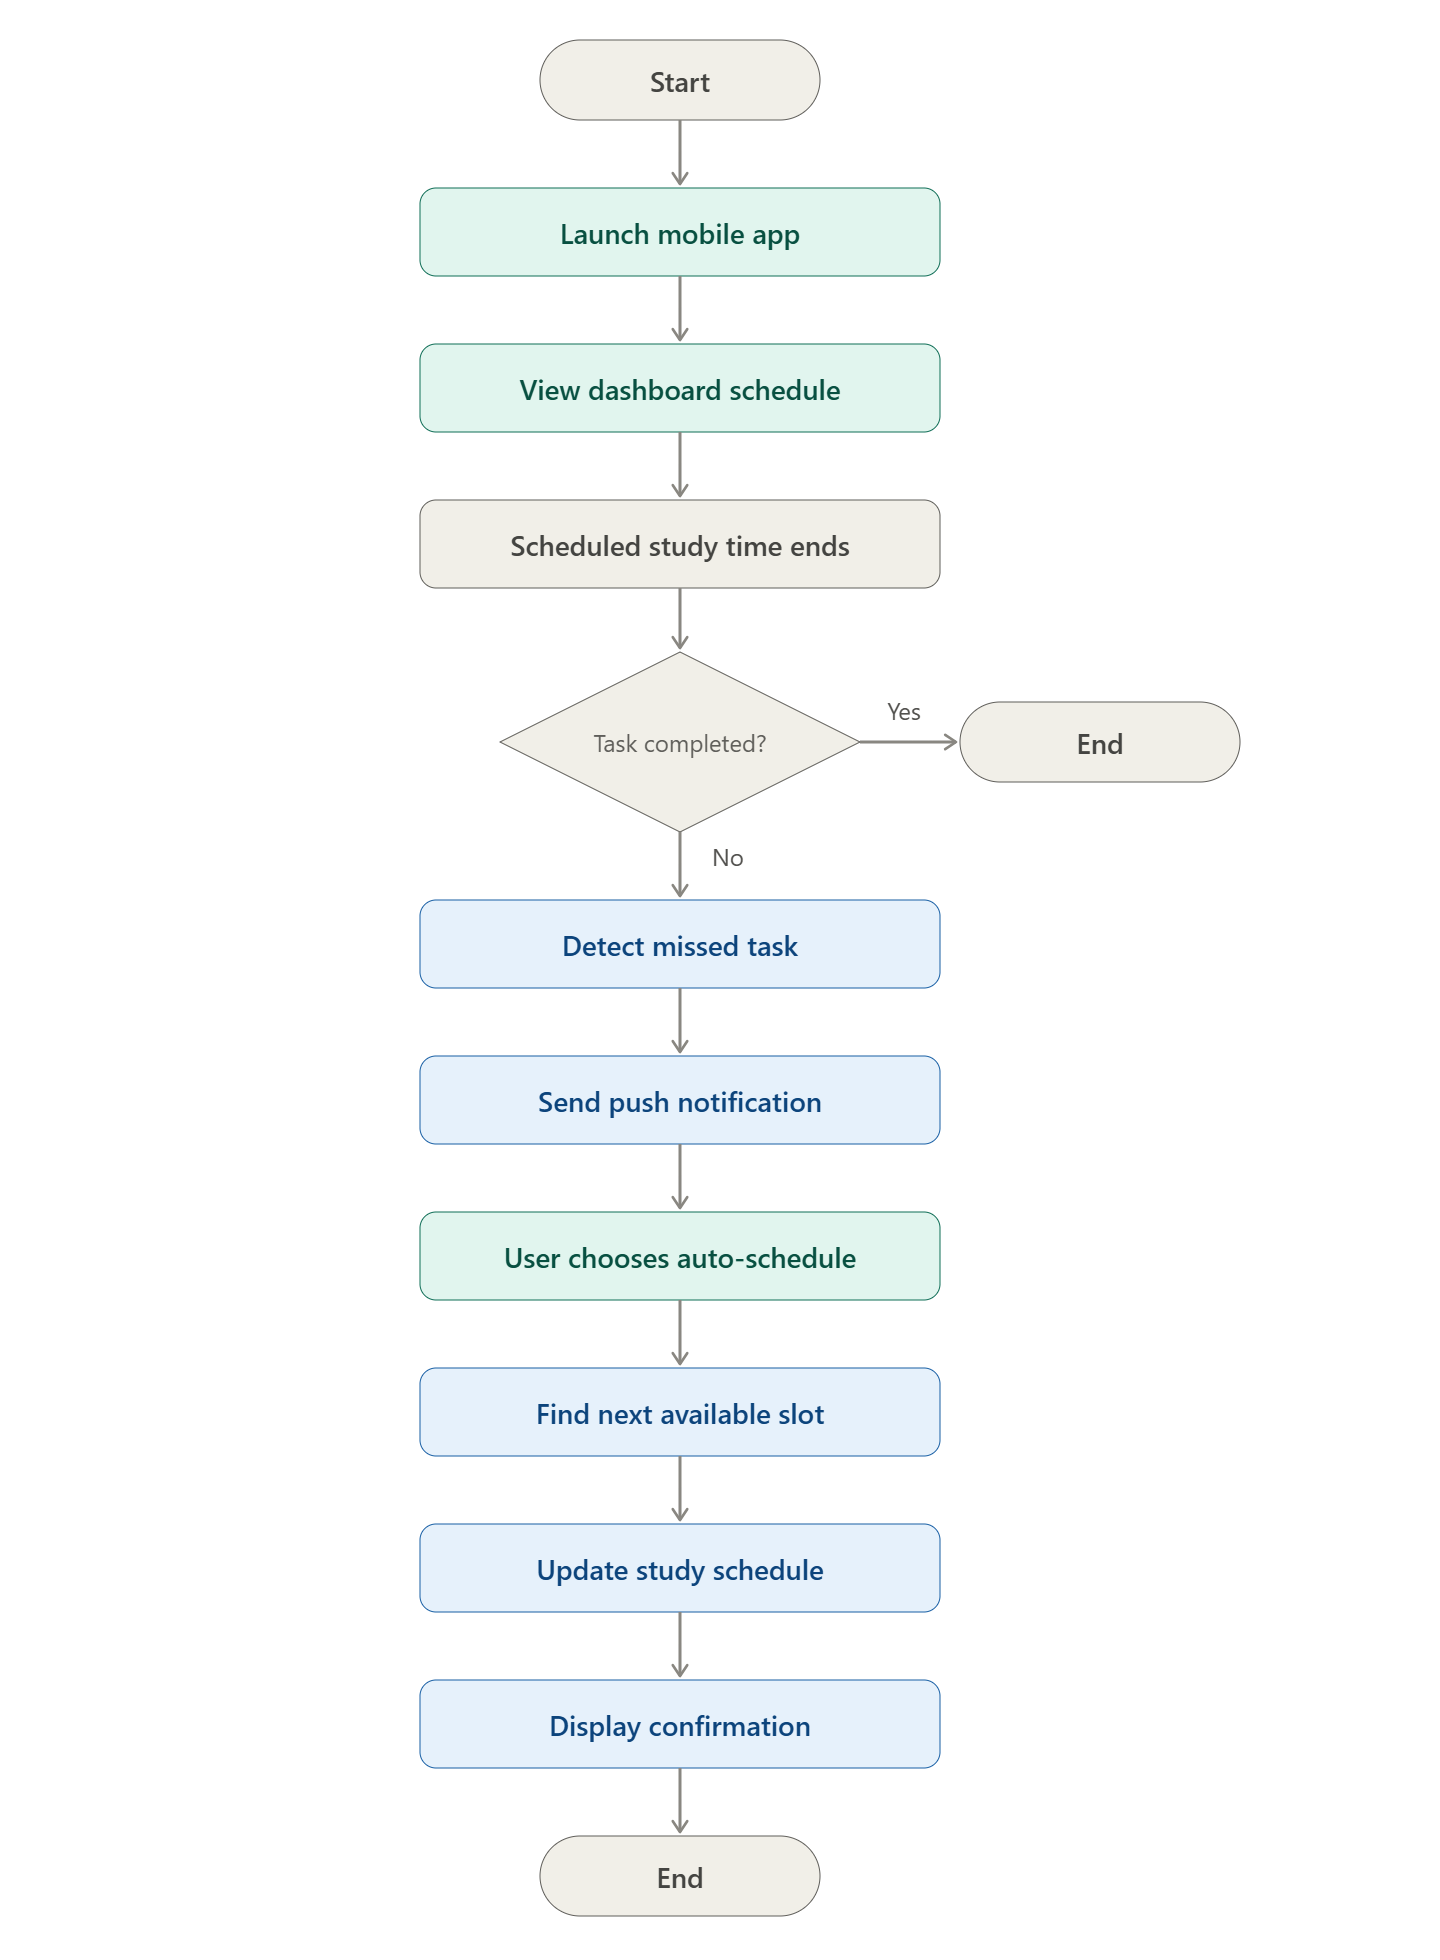 Start
Launch mobile app
View dashboard schedule
Scheduled study time ends
Task completed?
Yes
End
No
Detect missed task
Send push notification
User chooses auto-schedule
Find next available slot
Update study schedule
Display confirmation
End